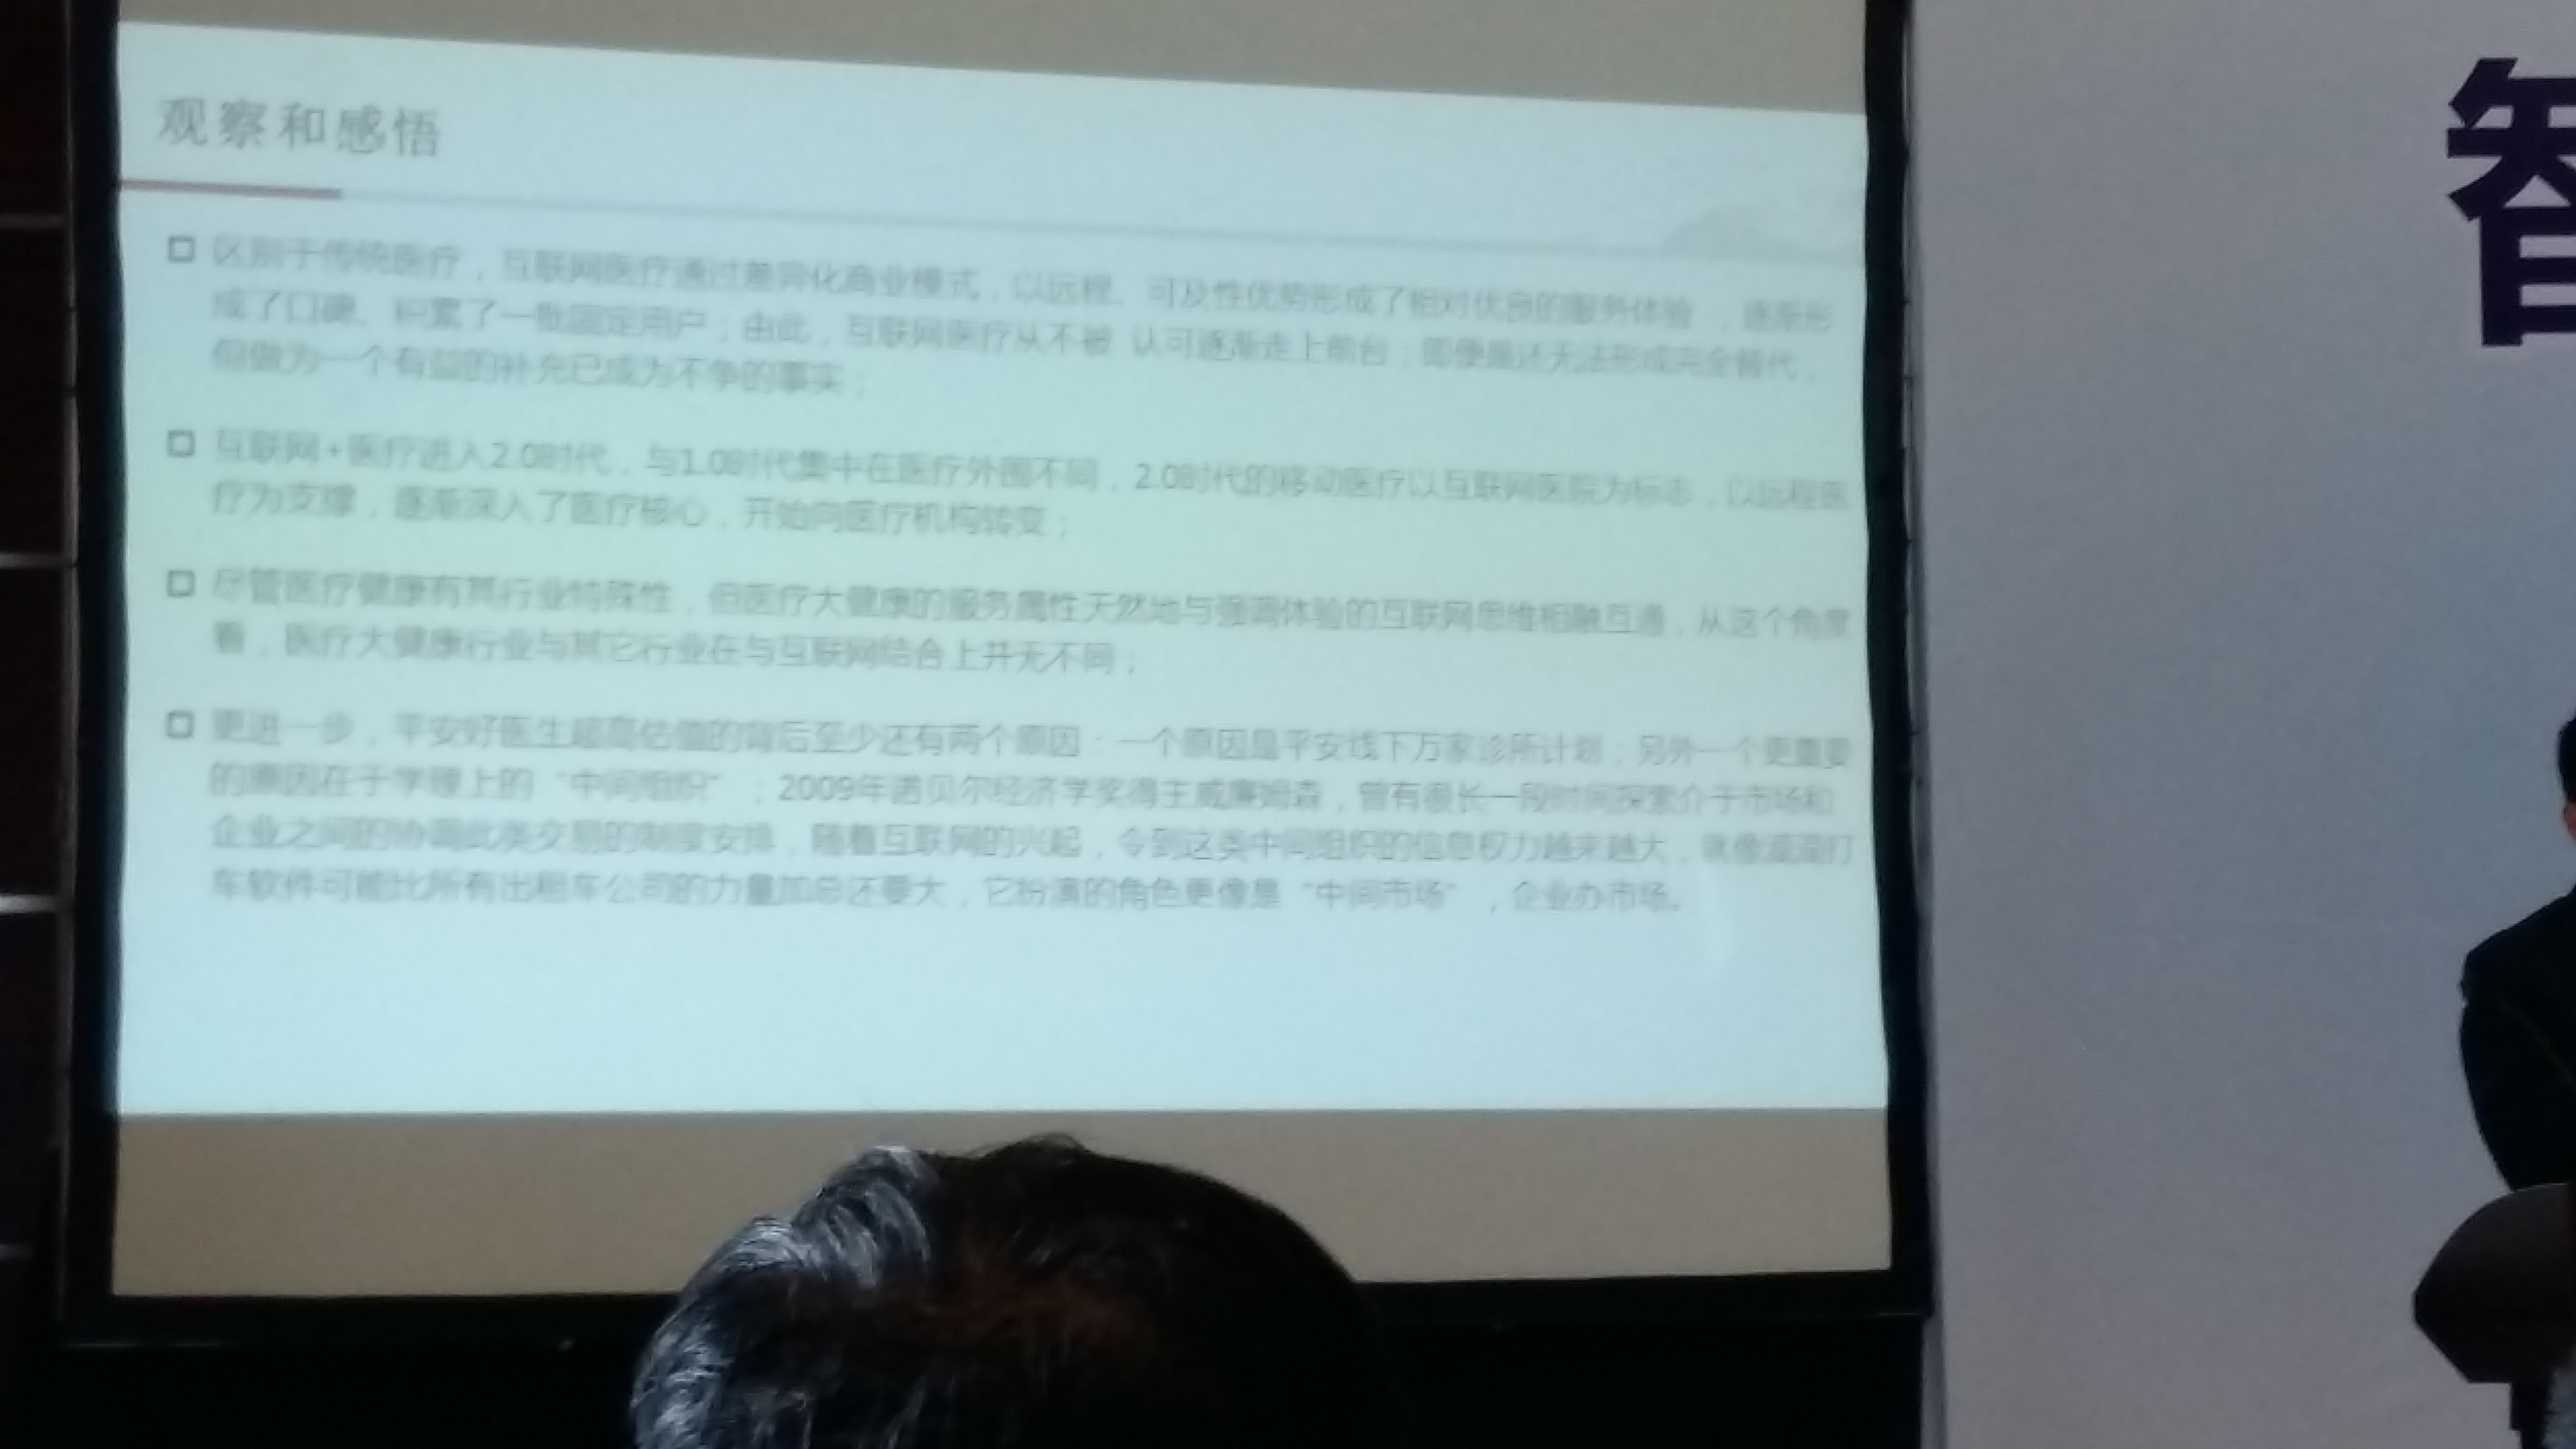 观察和感悟
区别于传统医疗，互联网医疗通过差异化商业模式，以远程、可及性优势形成了相对优良的服务体验 ，逐渐形
成了口碑、积累了一批固定用户；由此，互联网医疗从不被 认可逐渐走上前台；即便是还无法形成完全替代，
但做为一个有益的补充已成为不争的事实；
互联网+医疗进入2.0时代，与1.0时代集中在医疗外围不同，2.0时代的移动医疗以互联网医院为标志，以远程医
疗为支撑，逐渐深入了医疗核心，开始向医疗机构转变；
尽管医疗健康有其行业特殊性，但医疗大健康的服务属性天然地与强调体验的互联网思维相融互通，从这个角度
看，医疗大健康行业与其它行业在与互联网结合上并无不同；
更进一步，平安好医生超高估值的背后至少还有两个原因：一个原因是平安线下万家诊所计划；另外一个更重要
的原因在于学理上的“中间组织”；2009年诺贝尔经济学奖得主威廉姆森，曾有很长一段时间探索介于市场和
企业之间的协调此类交易的制度安排，随着互联网的兴起，令到这类中间组织的信息权力越来越大，就像滴滴打
车软件可能比所有出租车公司的力量加总还要大，它扮演的角色更像是“中间市场”，企业办市场。
智